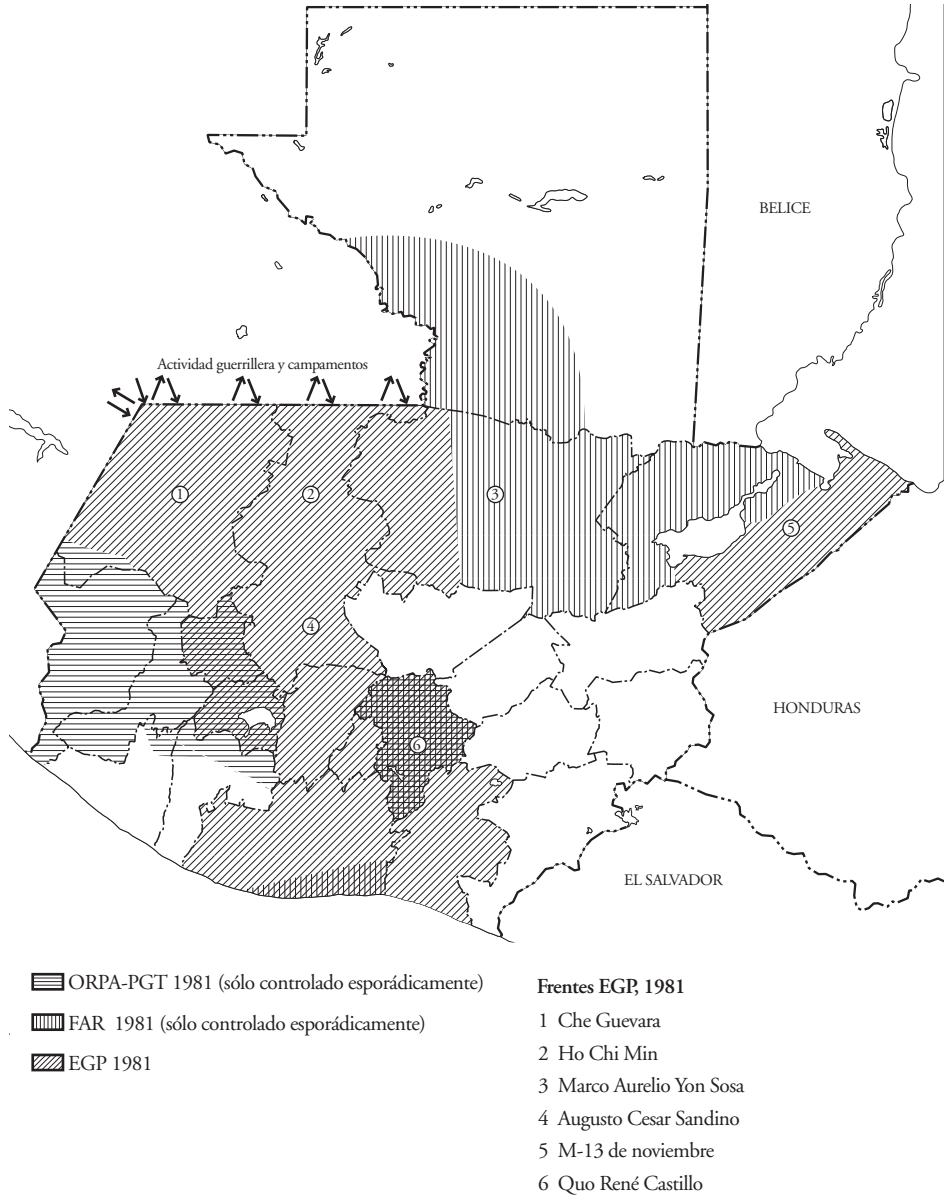 BELICE
Actividad guerrillera y campamentos
1
2
3
5
4
HONDURAS
6
EL SALVADOR
ORPA-PGT 1981 (sólo controlado esporádicamente)
FAR 1981 (sólo controlado esporádicamente)
EGP 1981
Frentes EGP, 1981
1 Che Guevara
2 Ho Chi Min
3 Marco Aurelio Yon Sosa
4 Augusto Cesar Sandino
5 M-13 de noviembre
6 Quo René Castillo